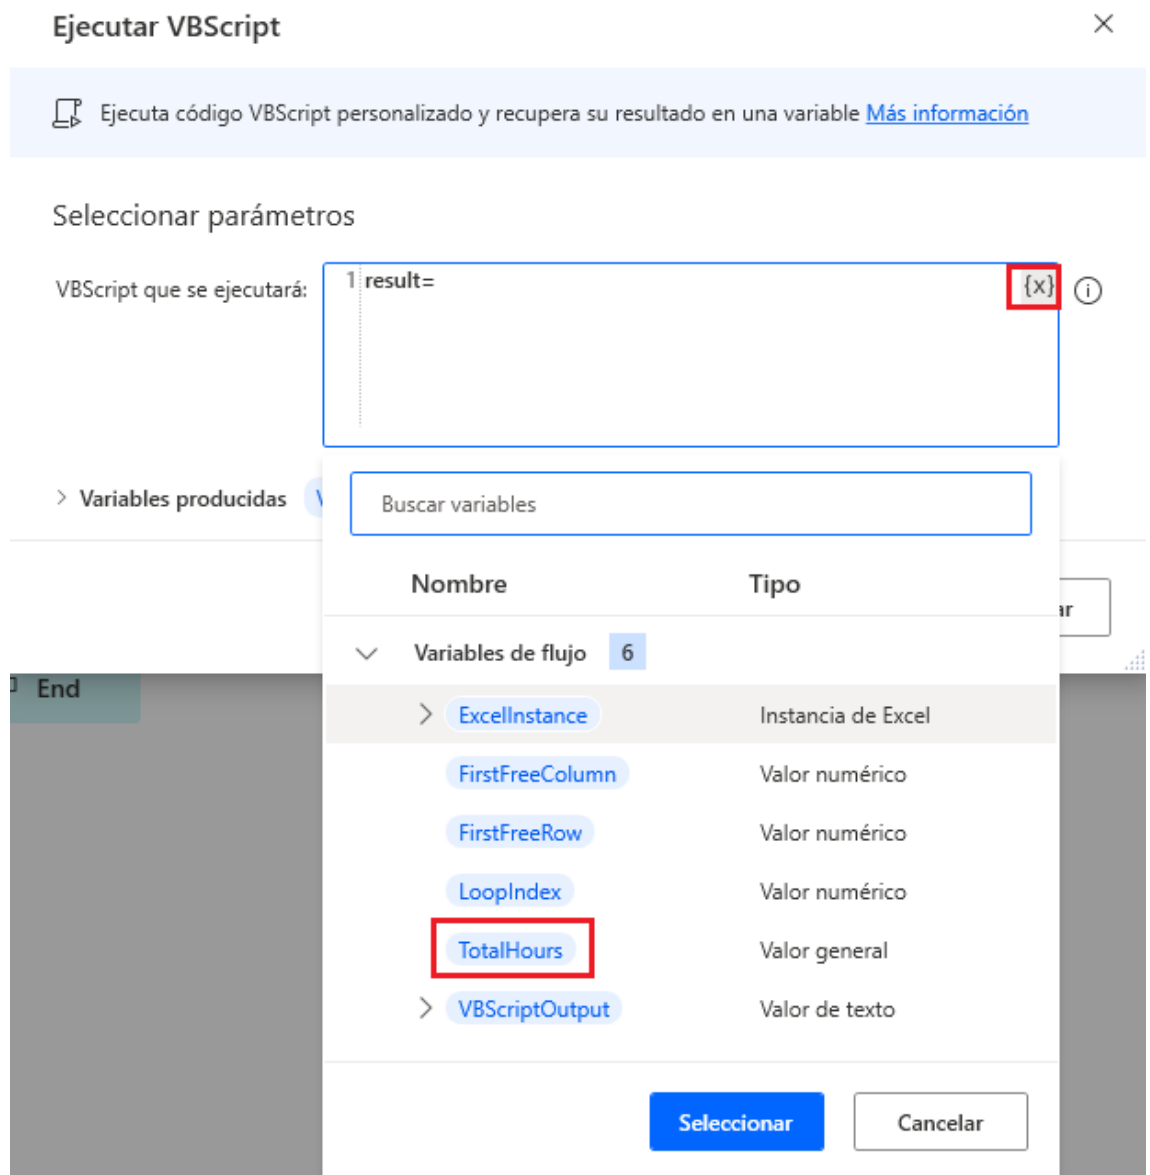 Ejecutar VBScript
Ejecuta código VBScript personalizado y recupera su resultado en una variable Más información
Seleccionar parámetros
VBScript que se ejecutará:
1 result=
{x}
Variables producidas
Buscar variables
Nombre Tipo
Variables de flujo 6
ExcelInstance Instancia de Excel
FirstFreeColumn Valor numérico
FirstFreeRow Valor numérico
LoopIndex Valor numérico
TotalHours Valor general
VBScriptOutput Valor de texto
Seleccionar Cancelar
End